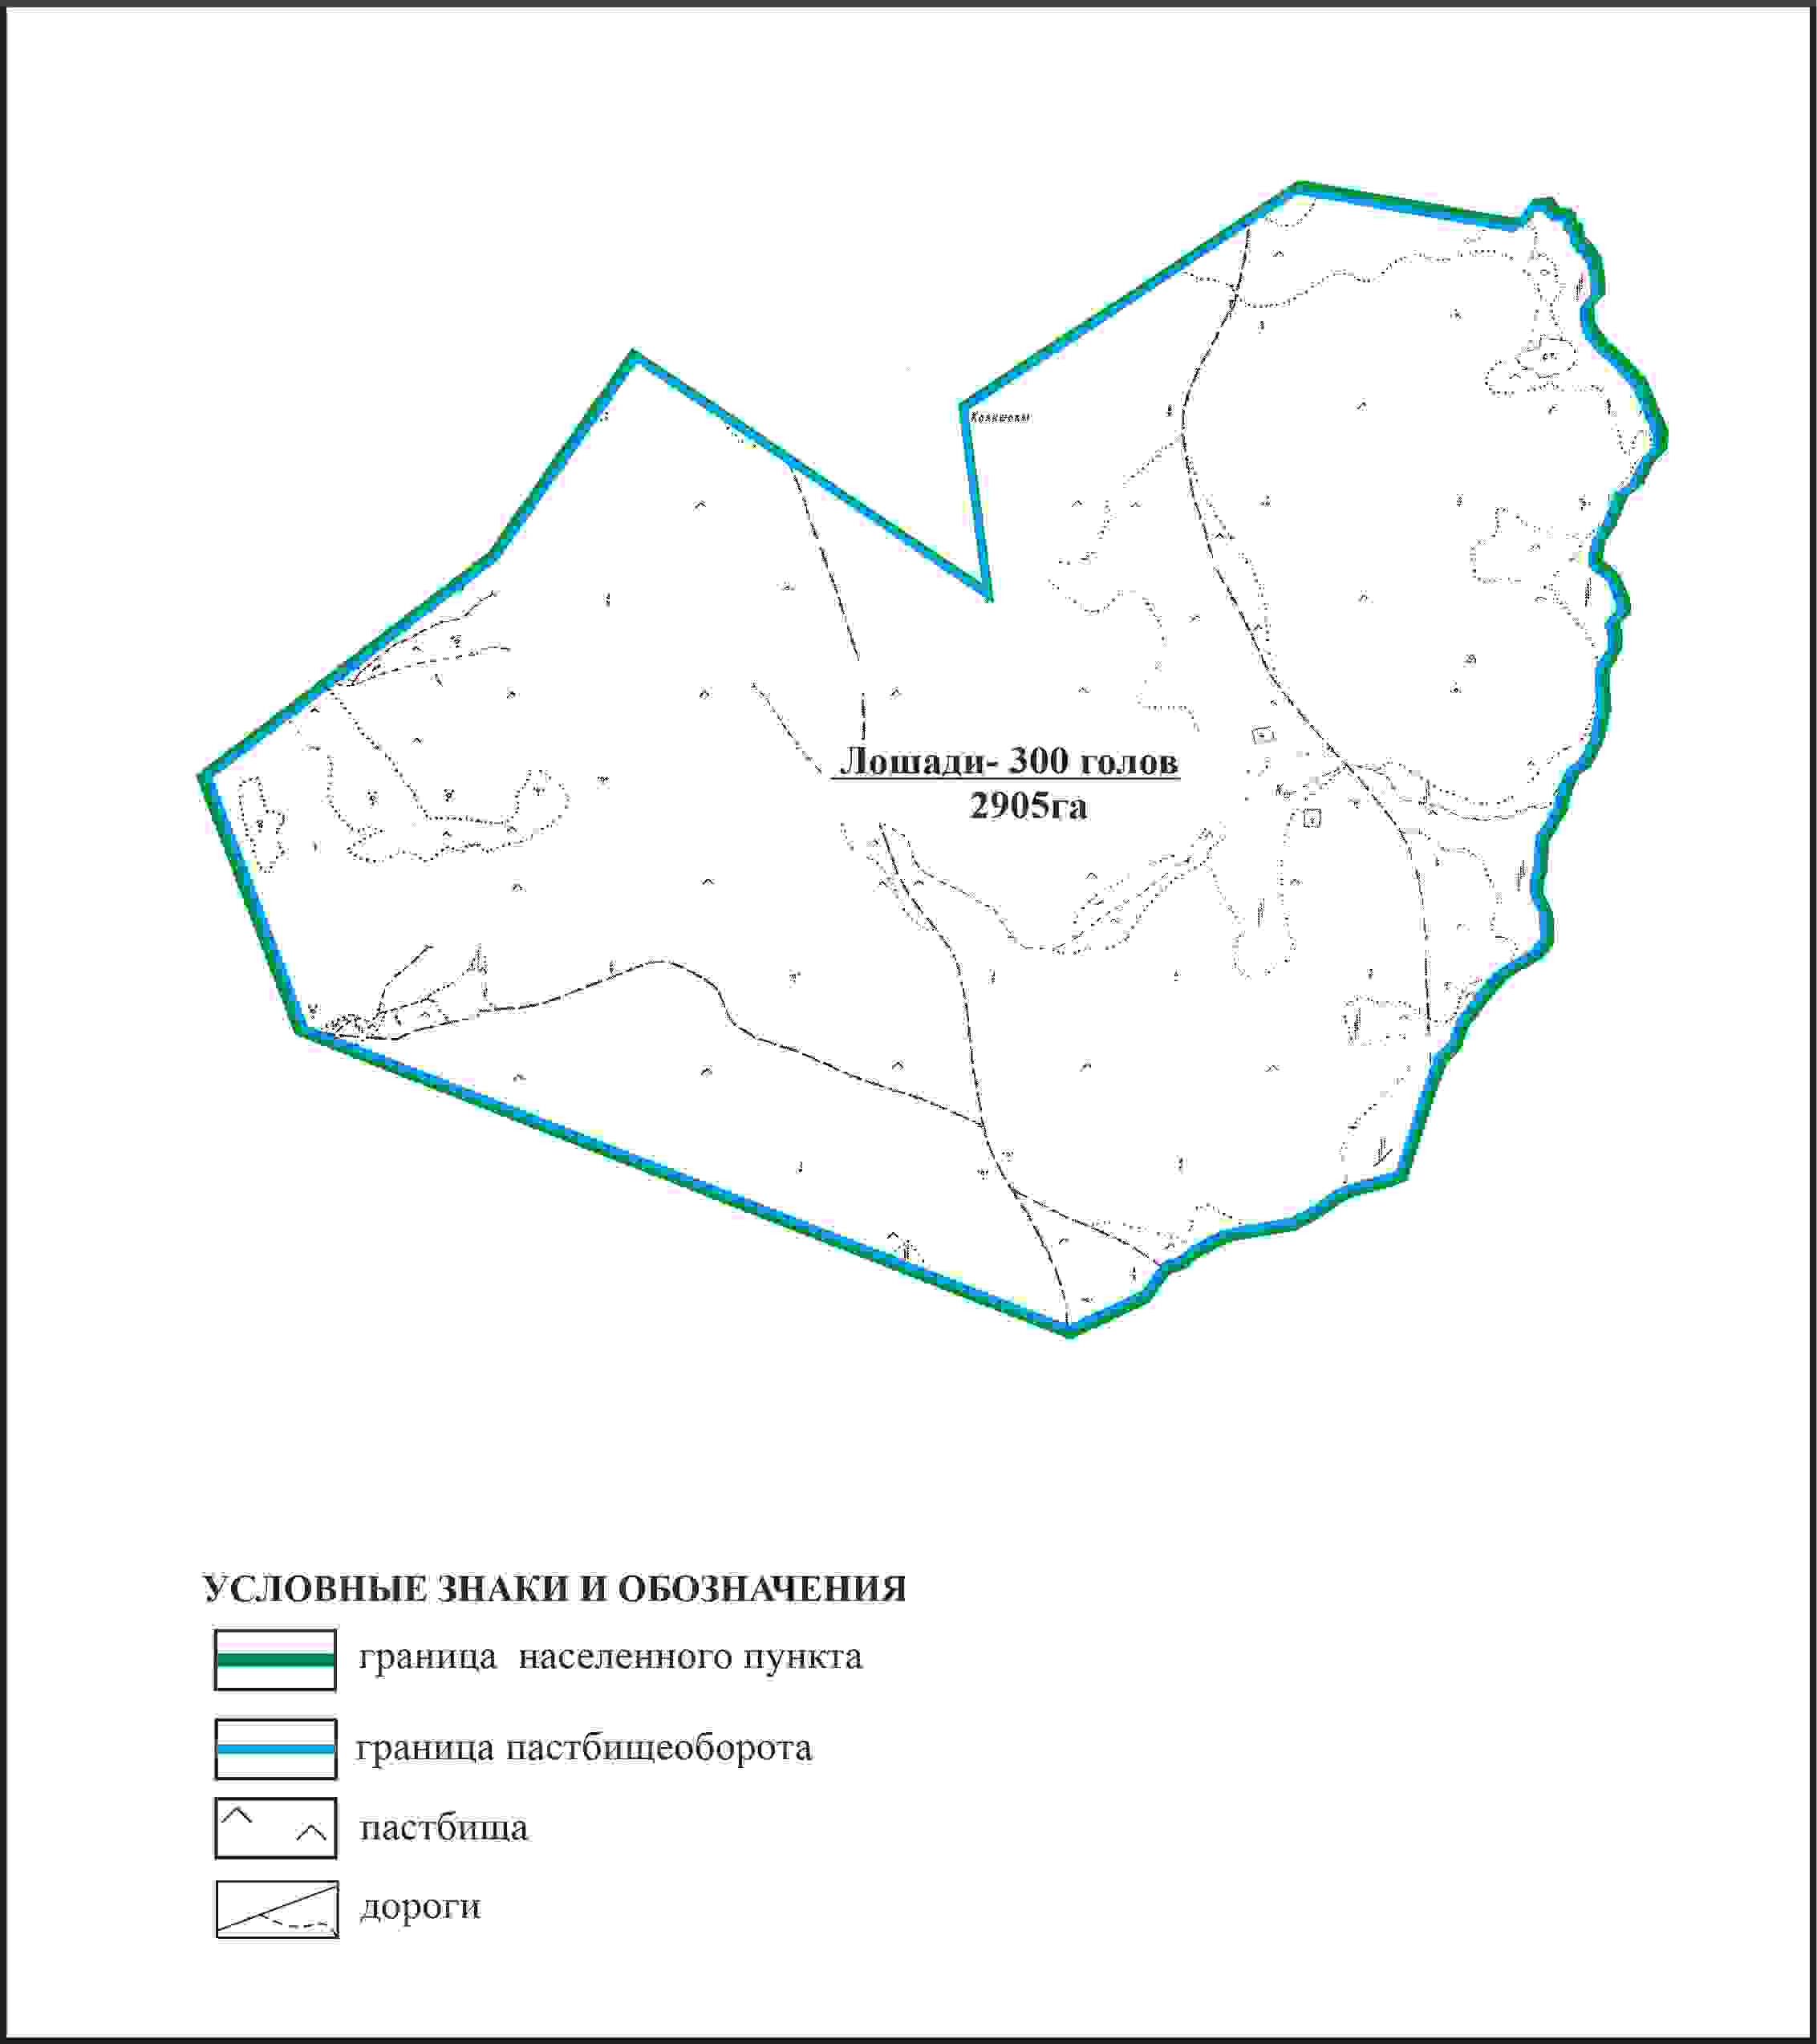 Лошади- 300 голов
2905га
УСЛОВНЫЕ ЗНАКИ И ОБОЗНАЧЕНИЯ
граница населенного пункта
граница пастбищеоборота
пастбища
дороги